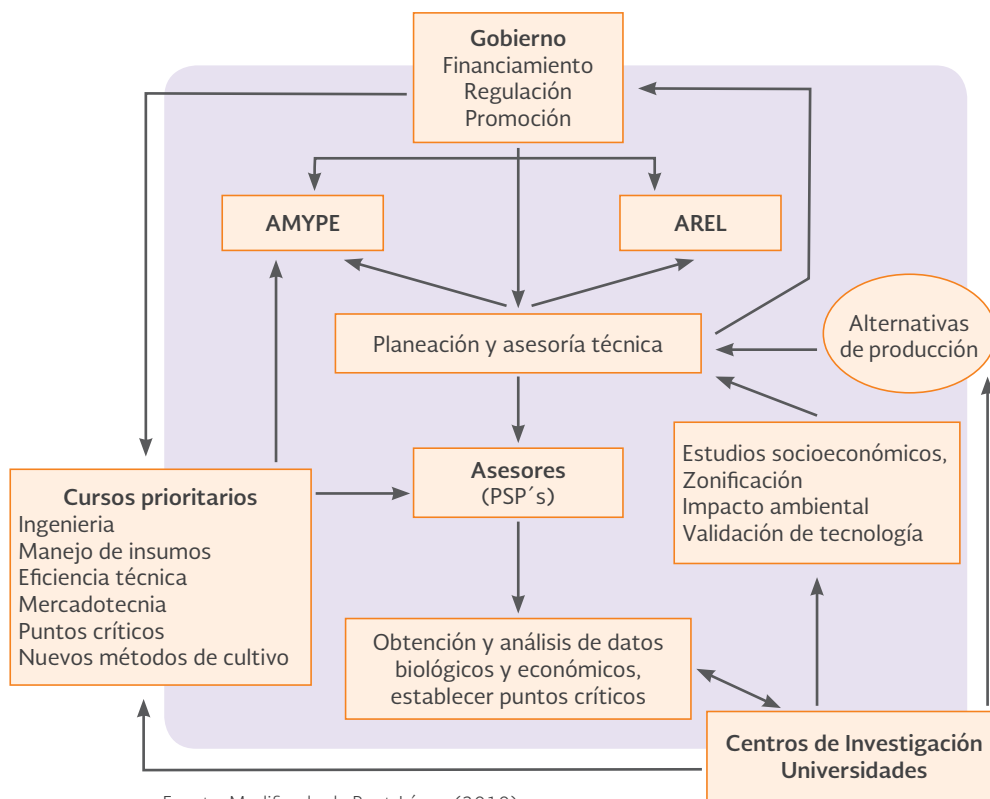 Gobierno
Financiamiento
Regulación
Promoción
AMYPE
AREL
Planeación y asesoría técnica
Alternativas
de producción
Asesores
(PSP´s)
Estudios socioeconómicos,
Zonificación
Impacto ambiental
Validación de tecnología
Cursos prioritarios
Ingenieria
Manejo de insumos
Eficiencia técnica
Mercadotecnia
Puntos críticos
Nuevos métodos de cultivo
Obtención y análisis de datos
biológicos y económicos,
establecer puntos críticos
Centros de Investigación
Universidades